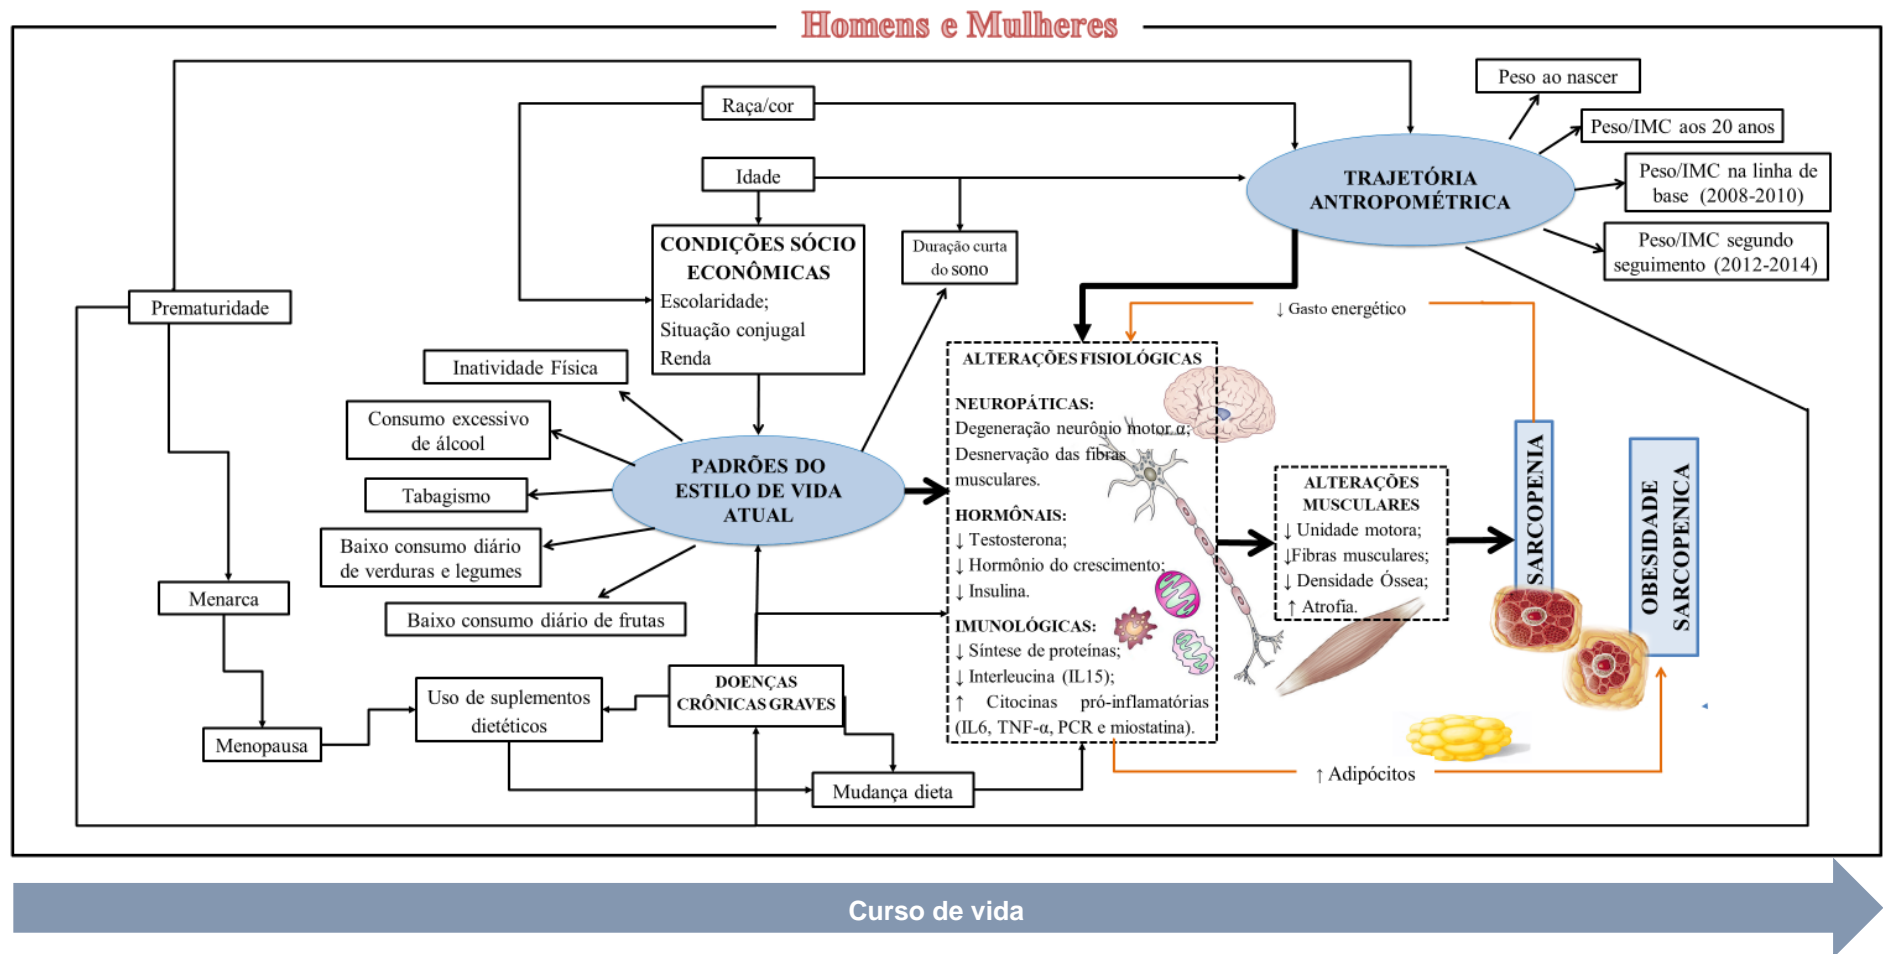 Homens e Mulheres
Peso ao nascer
Raça/cor
Peso/IMC aos 20 anos
Idade
TRAJETÓRIA
ANTROPOMÉTRICA
Peso/IMC na linha de
base (2008-2010)
CONDIÇÕES SÓCIO
ECONÔMICAS
Escolaridade;
Situação conjugal
Renda
Duração curta
do sono
Peso/IMC segundo
seguimento (2012-2014)
Prematuridade
↓ Gasto energético
Inatividade Física
Consumo excessivo
de álcool
Tabagismo
Baixo consumo diário
de verduras e legumes
Baixo consumo diário de frutas
PADRÕES DO
ESTILO DE VIDA
ATUAL
ALTERAÇÕES FISIOLÓGICAS
NEUROPÁTICAS:
Degeneração neurônio motor α;
Desnervação das fibras
musculares.
HORMÔNAIS:
↓ Testosterona;
↓ Hormônio do crescimento;
↓ Insulina.
IMUNOLÓGICAS:
↓ Síntese de proteínas;
↓ Interleucina (IL15);
↑ Citocinas pró-inflamatórias
(IL6, TNF-α, PCR e miostatina).
ALTERAÇÕES
MUSCULARES
↓ Unidade motora;
↓Fibras musculares;
↓ Densidade Óssea;
↑ Atrofia.
SARCOPENIA
OBESIDADE
SARCOPENICA
Menarca
Menopausa
Uso de suplementos
dietéticos
DOENÇAS
CRÔNICAS GRAVES
Mudança dieta
↑ Adipócitos
Curso de vida